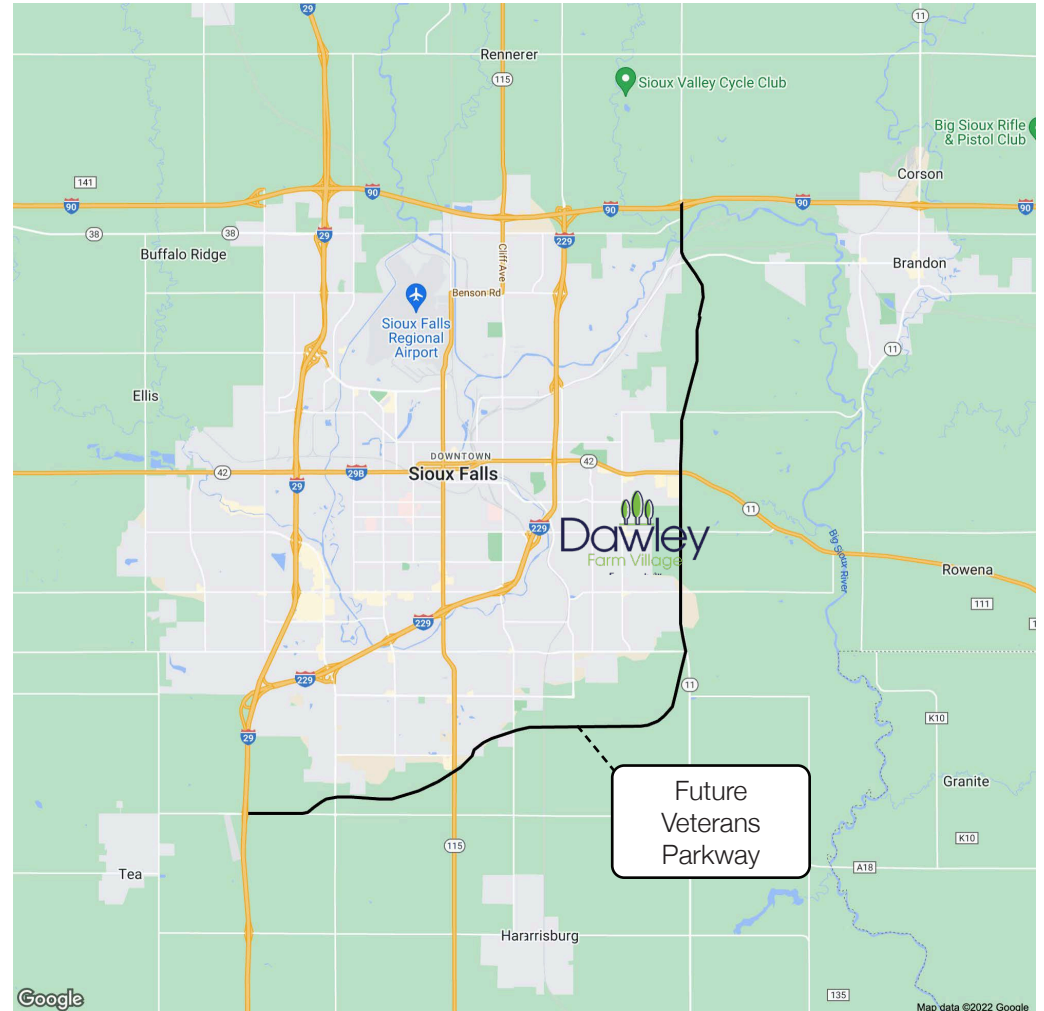 29
11
Rennerer
115
Sioux Valley Cycle Club
Big Sioux Rifle
& Pistol Club
Corson
141
90
90
90
90
90
38
38
29
229
Buffalo Ridge
Cliff Ave
Brandon
Benson Rd
Sioux Falls
Regional
Airport
11
Ellis
DOWNTOWN
Sioux Falls
42
29B
42
29
11
229
Dawley
Farm Village
Big Sioux River
Rowena
111
1
229
229
11
K10
29
Granite
Future
Veterans
Parkway
K10
115
A18
Tea
Hararrisburg
135
Google
Map data ©2022 Google